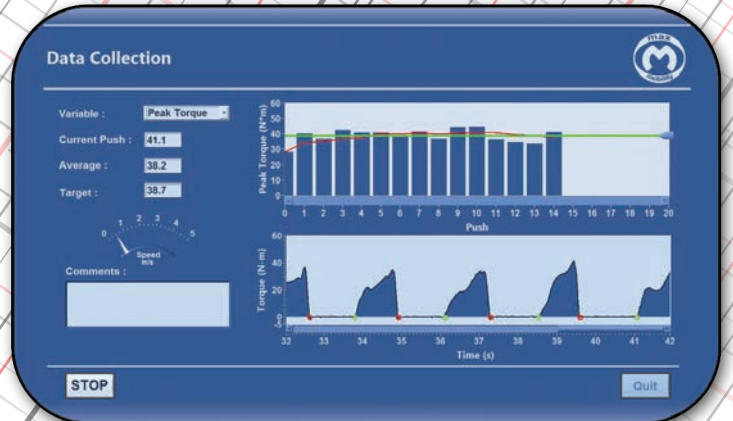 max
M
mobility
Data Collection
Variable : Peak Torque
Current Push : 41.1
Average : 38.2
Target : 38.7
0 1 2 3 4 5
Speed
M/s
Comments :
Peak Torque (N*m)
60
50
40
30
20
10
0
0 1 2 3 4 5 6 7 8 9 10 11 12 13 14 15 16 17 18 19 20
Push
Torque (N-m)
60
40
20
0
-5
32 33 34 35 36 37 38 39 40 41 42
Time (s)
STOP
Quit